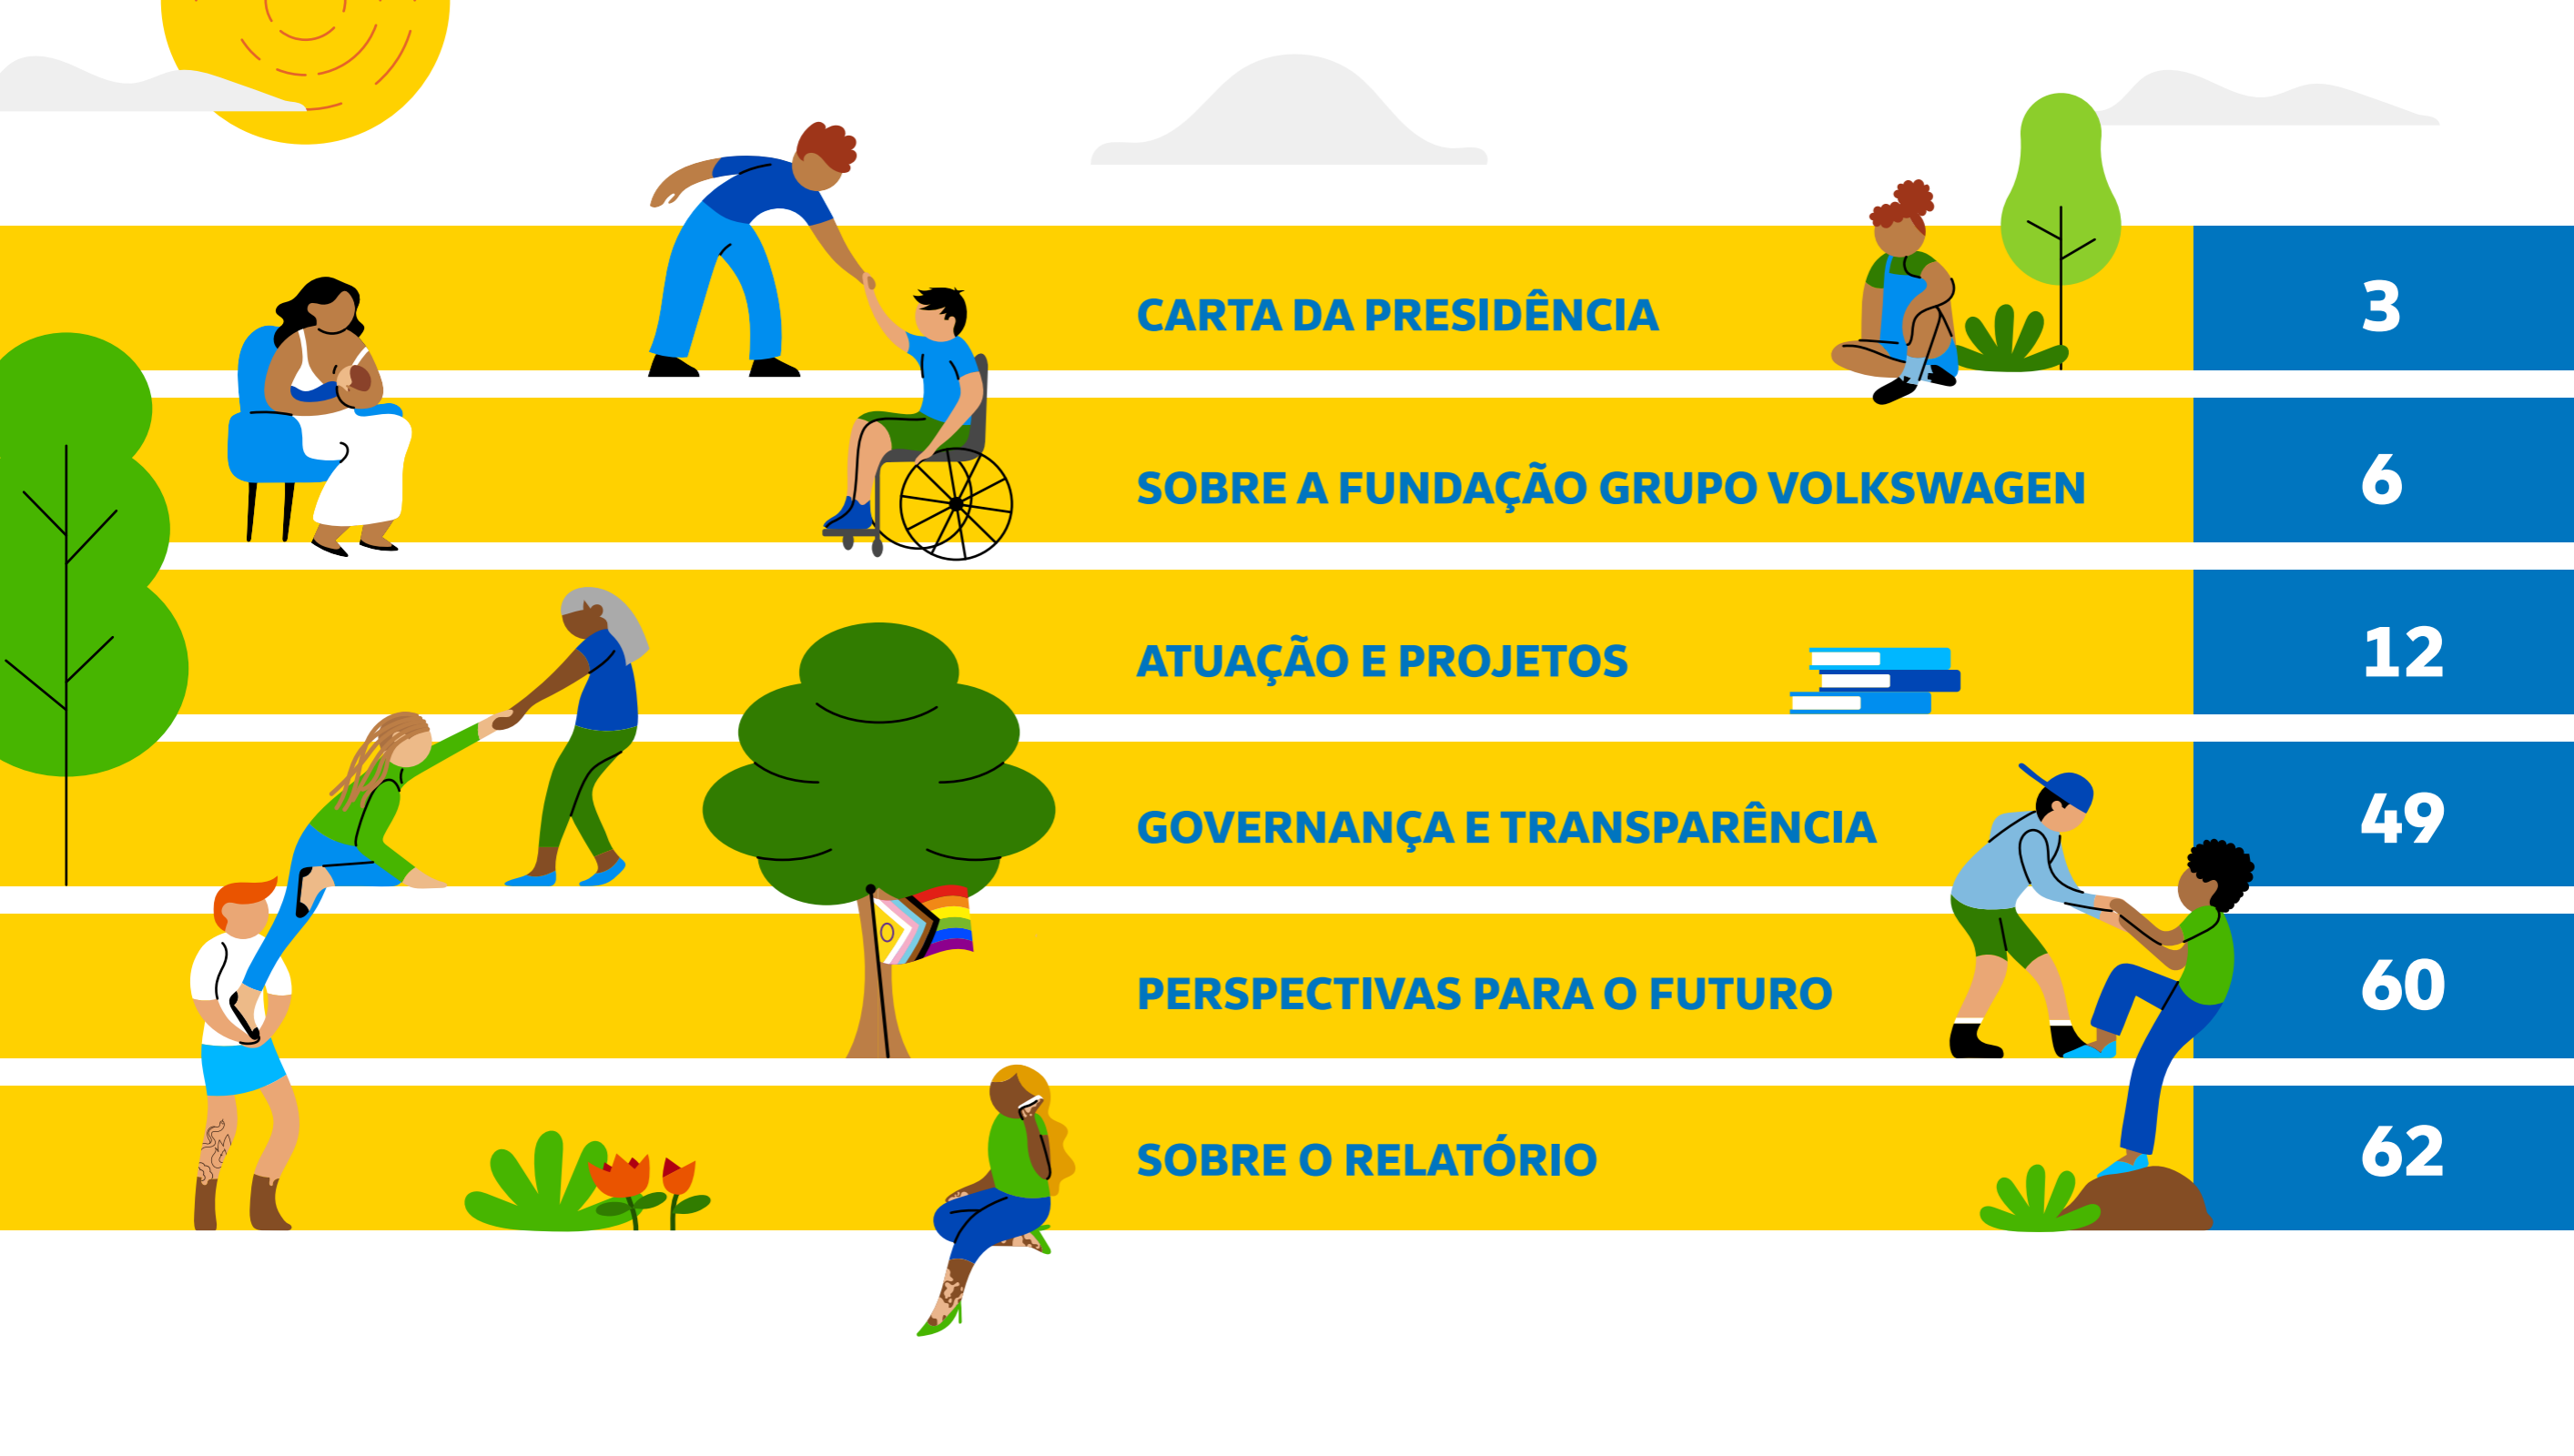 CARTA DA PRESIDÊNCIA 3
SOBRE A FUNDAÇÃO GRUPO VOLKSWAGEN 6
ATUAÇÃO E PROJETOS 12
GOVERNANÇA E TRANSPARÊNCIA 49
PERSPECTIVAS PARA O FUTURO 60
SOBRE O RELATÓRIO 62